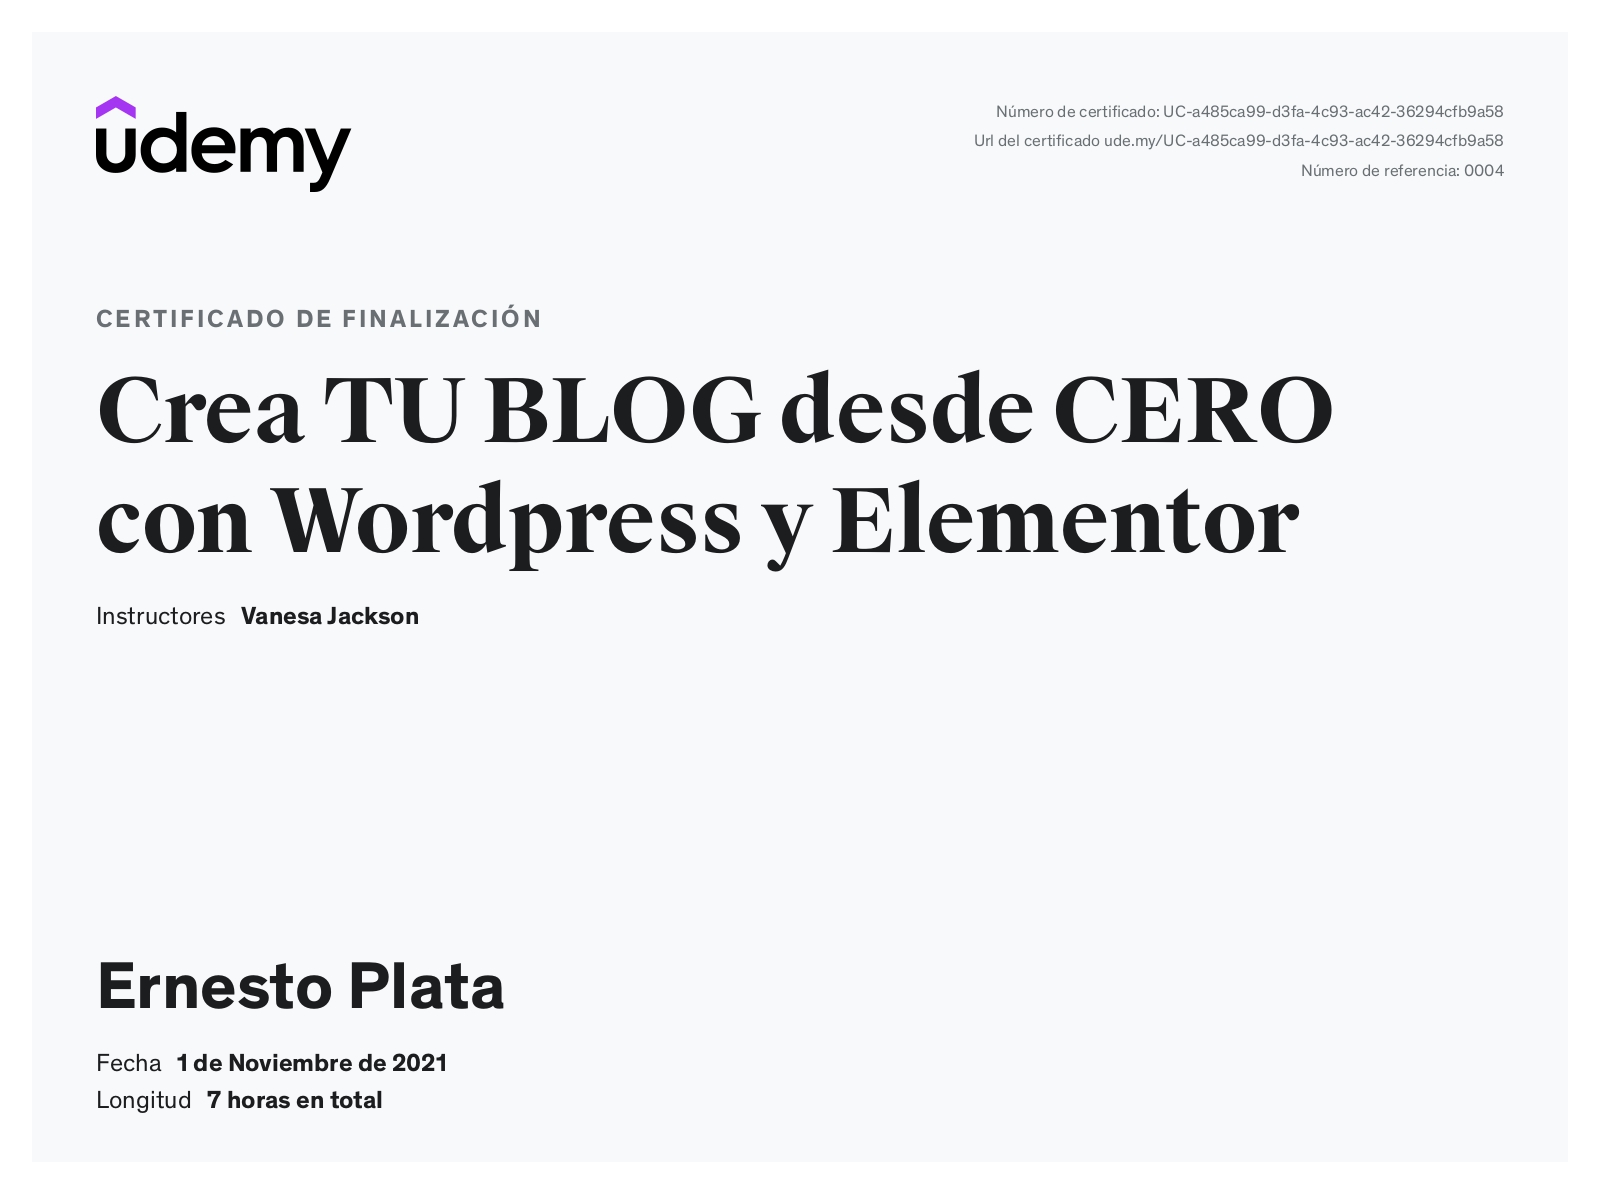 udemy
Número de certificado: UC-a485ca99-d3fa-4c93-ac42-36294cfb9a58
Url del certificado ude.my/UC-a485ca99-d3fa-4c93-ac42-36294cfb9a58
Número de referencia: 0004
CERTIFICADO DE FINALIZACIÓN
Crea TU BLOG desde CERO
con Wordpress y Elementor
Instructores Vanesa Jackson
Ernesto Plata
Fecha 1 de Noviembre de 2021
Longitud 7 horas en total